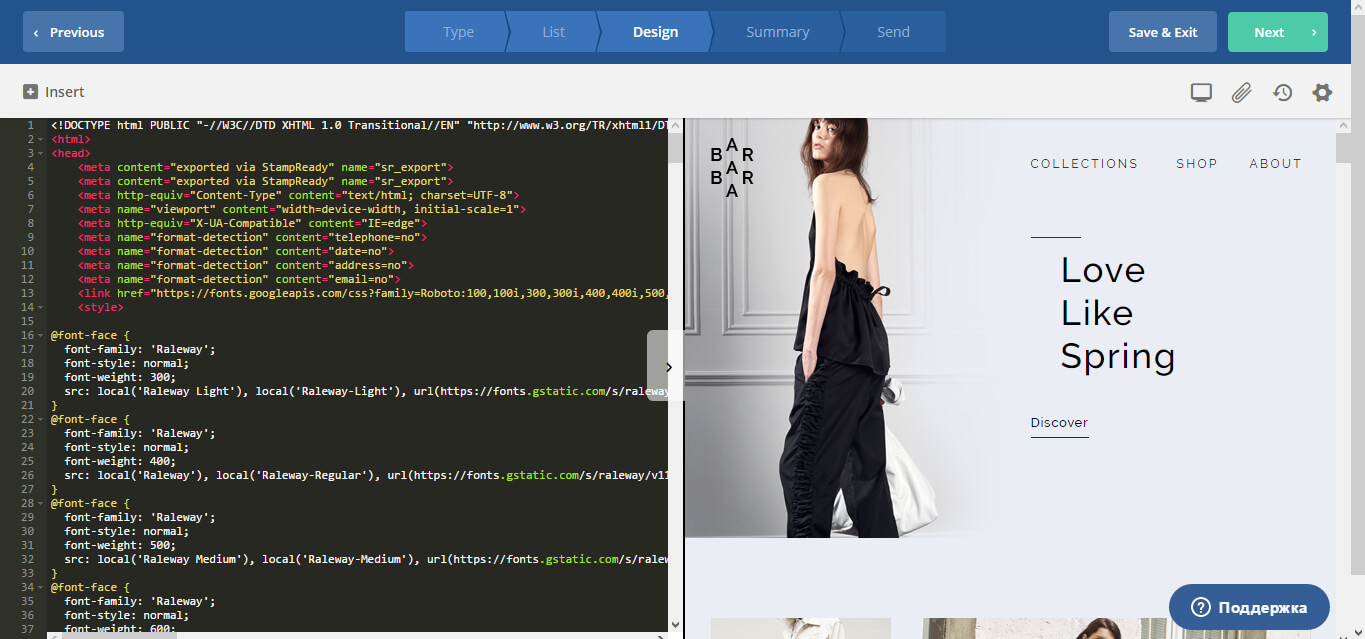 ‹ Previous
Type
List
Design
Summary
Send
Save & Exit
Next ›
Insert
1 <!DOCTYPE html PUBLIC "-//W3C//DTD XHTML 1.0 Transitional//EN" "http://www.w3.org/TR/xhtml1/DT
2 <html>
3 <head>
4 <meta content="exported via StampReady" name="sr_export">
5 <meta content="exported via StampReady" name="sr_export">
6 <meta http-equiv="Content-Type" content="text/html; charset=UTF-8">
7 <meta name="viewport" content="width=device-width, initial-scale=1">
8 <meta http-equiv="X-UA-Compatible" content="IE=edge">
9 <meta name="format-detection" content="telephone=no">
10 <meta name="format-detection" content="date=no">
11 <meta name="format-detection" content="address=no">
12 <meta name="format-detection" content="email=no">
13 <link href="https://fonts.googleapis.com/css?family=Roboto:100,100i,300,300i,400,400i,500,
14 <style>
15
16 @font-face {
17 font-family: 'Raleway';
18 font-style: normal;
19 font-weight: 300;
20 src: local('Raleway Light'), local('Raleway-Light'), url(https://fonts.gstatic.com/s/raleway
21 }
22 @font-face {
23 font-family: 'Raleway';
24 font-style: normal;
25 font-weight: 400;
26 src: local('Raleway'), local('Raleway-Regular'), url(https://fonts.gstatic.com/s/raleway/v11
27 }
28 @font-face {
29 font-family: 'Raleway';
30 font-style: normal;
31 font-weight: 500;
32 src: local('Raleway Medium'), local('Raleway-Medium'), url(https://fonts.gstatic.com/s/ralew
33 }
34 @font-face {
35 font-family: 'Raleway';
36 font-style: normal;
37 font-weight: 600;
BAR
A
BAR
A
COLLECTIONS
SHOP
ABOUT
Love
Like
Spring
Discover
Поддержка